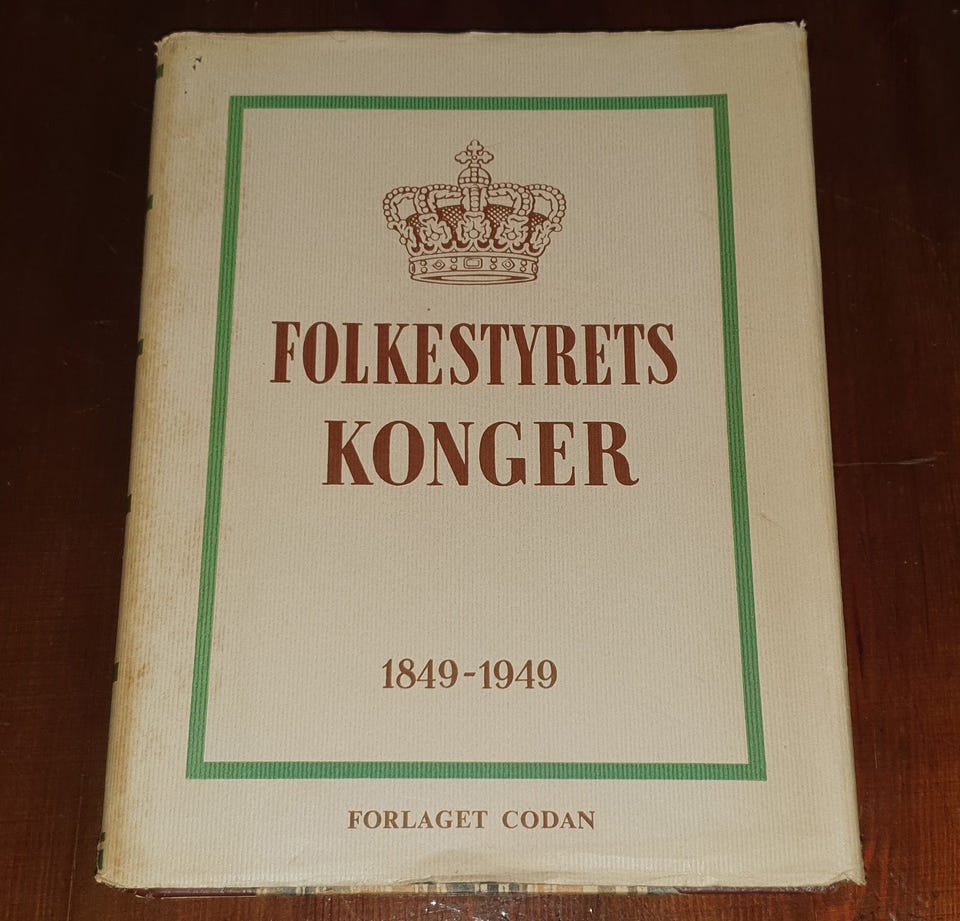 FOLKESTYRETS
KONGER
1849-1949
FORLAGET CODAN